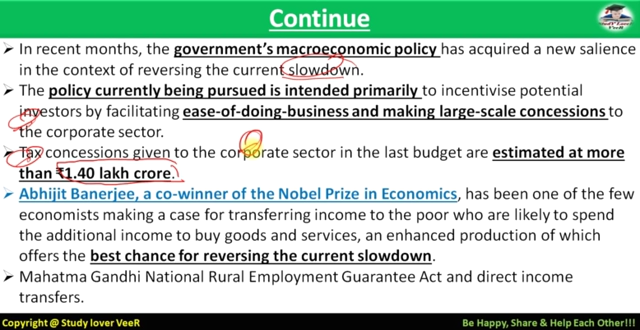 Continue
Study Lover
VeeR
➢ In recent months, the government's macroeconomic policy has acquired a new salience
in the context of reversing the current slowdown.
➢ The policy currently being pursued is intended primarily to incentivise potential
investors by facilitating ease-of-doing-business and making large-scale concessions to
the corporate sector.
➢ Tax concessions given to the corporate sector in the last budget are estimated at more
than ₹1.40 lakh crore.
➢ Abhijit Banerjee, a co-winner of the Nobel Prize in Economics, has been one of the few
economists making a case for transferring income to the poor who are likely to spend
the additional income to buy goods and services, an enhanced production of which
offers the best chance for reversing the current slowdown.
➢ Mahatma Gandhi National Rural Employment Guarantee Act and direct income
transfers.
Copyright @ Study lover VeeR
Be Happy, Share & Help Each Other!!!